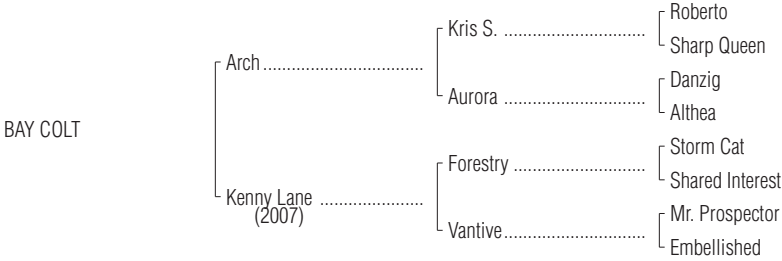 Roberto
Kris S. ................................
Sharp Queen
Arch ................................
Danzig
Aurora ................................
Althea
BAY COLT
Storm Cat
Forestry ..............................
Shared Interest
Kenny Lane ....................
(2007)
Mr. Prospector
Vantive................................
Embellished